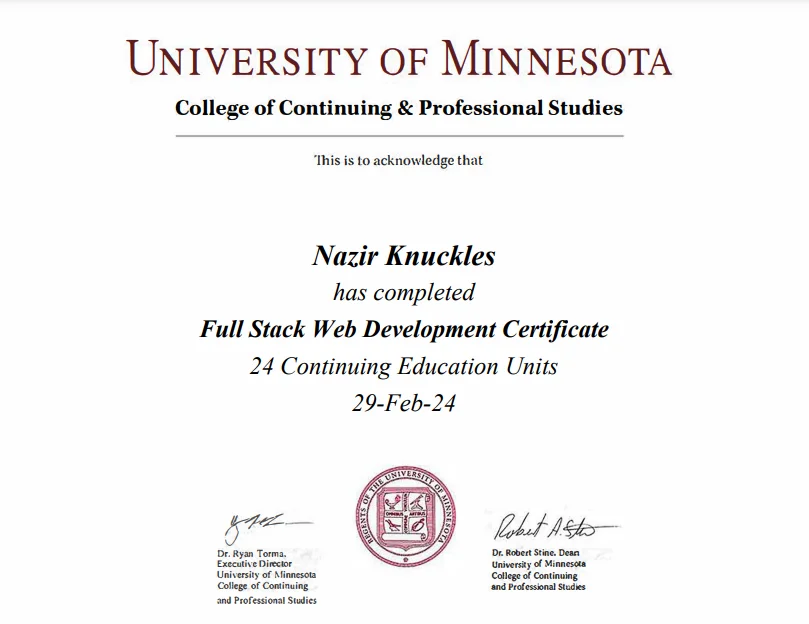 UNIVERSITY OF MINNESOTA
College of Continuing & Professional Studies
This is to acknowledge that
Nazir Knuckles
has completed
Full Stack Web Development Certificate
24 Continuing Education Units
29-Feb-24
REGENTS OF THE UNIVERSITY OF MINNESOTA
OMNIBUS ARTIBUS
Dr. Ryan Torma,
Executive Director
University of Minnesota
College of Continuing
and Professional Studies
Robert A. Stine
Dr. Robert Stine, Dean
University of Minnesota
College of Continuing
and Professional Studies